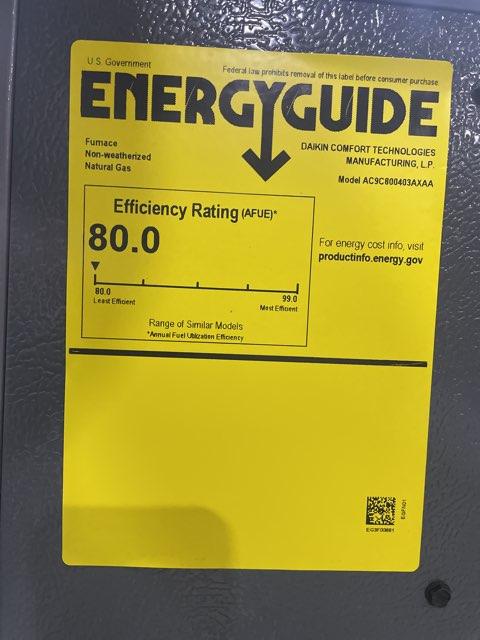 U.S. Government
Federal law prohibits removal of this label before consumer purchase.
ENERGYGUIDE
Furnace
Non-weatherized
Natural Gas
DAIKIN COMFORT TECHNOLOGIES
MANUFACTURING, L.P.
Model AC9C800403AXAA
Efficiency Rating (AFUE)*
80.0
80.0
Least Efficient
99.0
Most Efficient
Range of Similar Models
*Annual Fuel Utilization Efficiency
For energy cost info, visit
productinfo.energy.gov